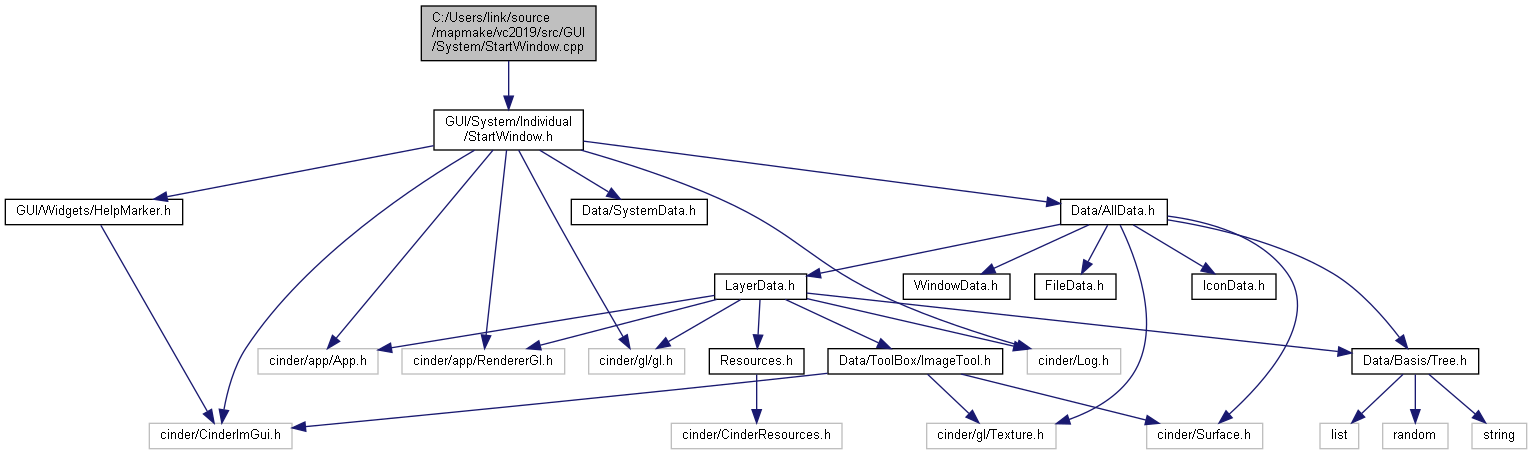 C:/Users/link/source
/mapmake/vc2019/src/GUI
/System/StartWindow.cpp
GUI/System/Individual
/StartWindow.h
GUI/Widgets/HelpMarker.h
Data/SystemData.h
Data/AllData.h
LayerData.h
WindowData.h
FileData.h
IconData.h
cinder/app/App.h
cinder/app/RendererGl.h
cinder/gl/gl.h
Resources.h
Data/ToolBox/ImageTool.h
cinder/Log.h
Data/Basis/Tree.h
cinder/CinderImGui.h
cinder/CinderResources.h
cinder/gl/Texture.h
cinder/Surface.h
list
random
string